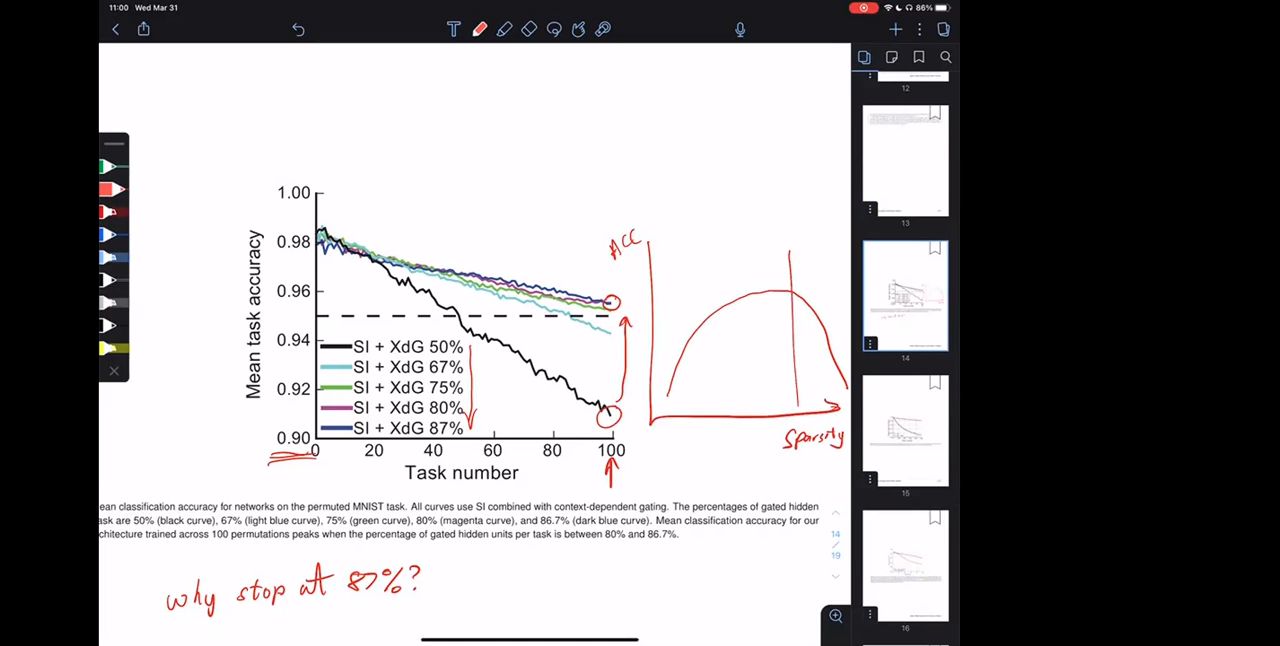 11:00 Wed Mar 31
86%
12
13
14
15
16
14
/
19
1.00
0.98
0.96
0.94
0.92
0.90
Mean task accuracy
SI + XdG 50%
SI + XdG 67%
SI + XdG 75%
SI + XdG 80%
SI + XdG 87%
0 20 40 60 80 100
Task number
ACC
Sparsity
ean classification accuracy for networks on the permuted MNIST task. All curves use SI combined with context-dependent gating. The percentages of gated hidden
ask are 50% (black curve), 67% (light blue curve), 75% (green curve), 80% (magenta curve), and 86.7% (dark blue curve). Mean classification accuracy for our
chitecture trained across 100 permutations peaks when the percentage of gated hidden units per task is between 80% and 86.7%.
why stop at 87%?